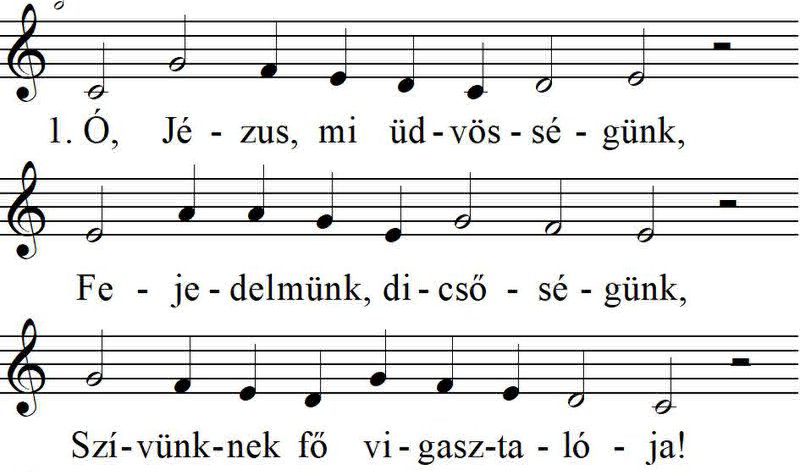 1. Ó, Jé - zus, mi üd - vös - sé - günk,
Fe - je - delmünk, di - cső - sé - günk,
Szí - vünk - nek fő vi - gasz - ta - ló - ja!